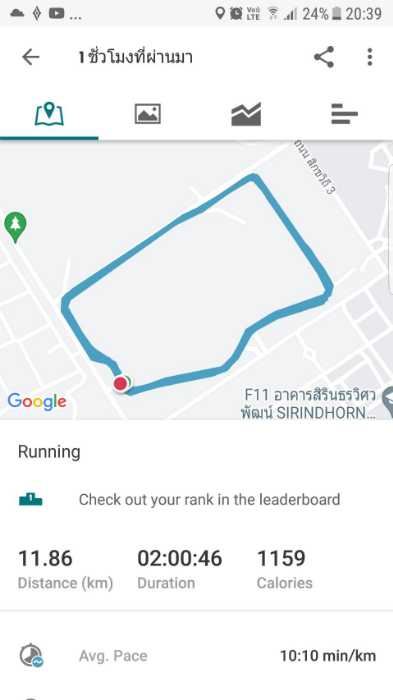 ... Vo) LTE 24% 20:39
1 ชั่วโมงที่ผ่านมา
ถนน ลิกขวิถี 3
Google
F11 อาคารสิรินธรวิศว
พัฒน์ SIRINDHORN...
Running
Check out your rank in the leaderboard
11.86 02:00:46 1159
Distance (km) Duration Calories
Avg. Pace 10:10 min/km